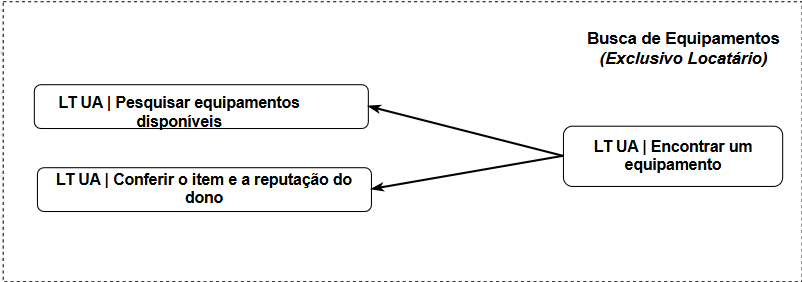 Busca de Equipamentos
(Exclusivo Locatário)
LT UA | Pesquisar equipamentos
disponíveis
LT UA | Encontrar um
equipamento
LT UA | Conferir o item e a reputação do
dono